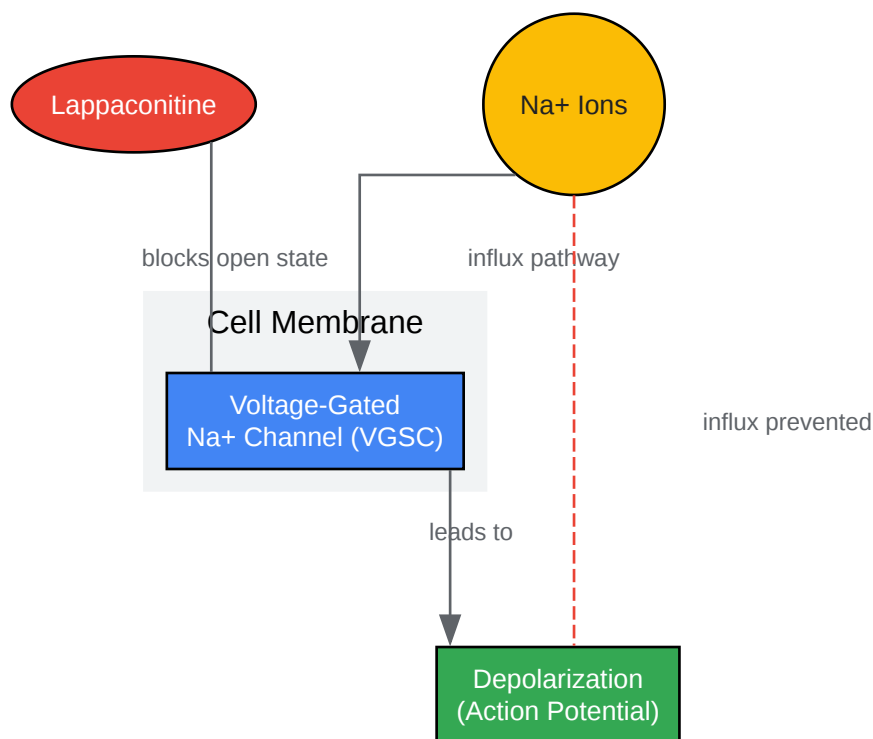 Lappaconitine
Na+ Ions
blocks open state
influx pathway
Cell Membrane
Voltage-Gated
Na+ Channel (VGSC)
influx prevented
leads to
Depolarization
(Action Potential)